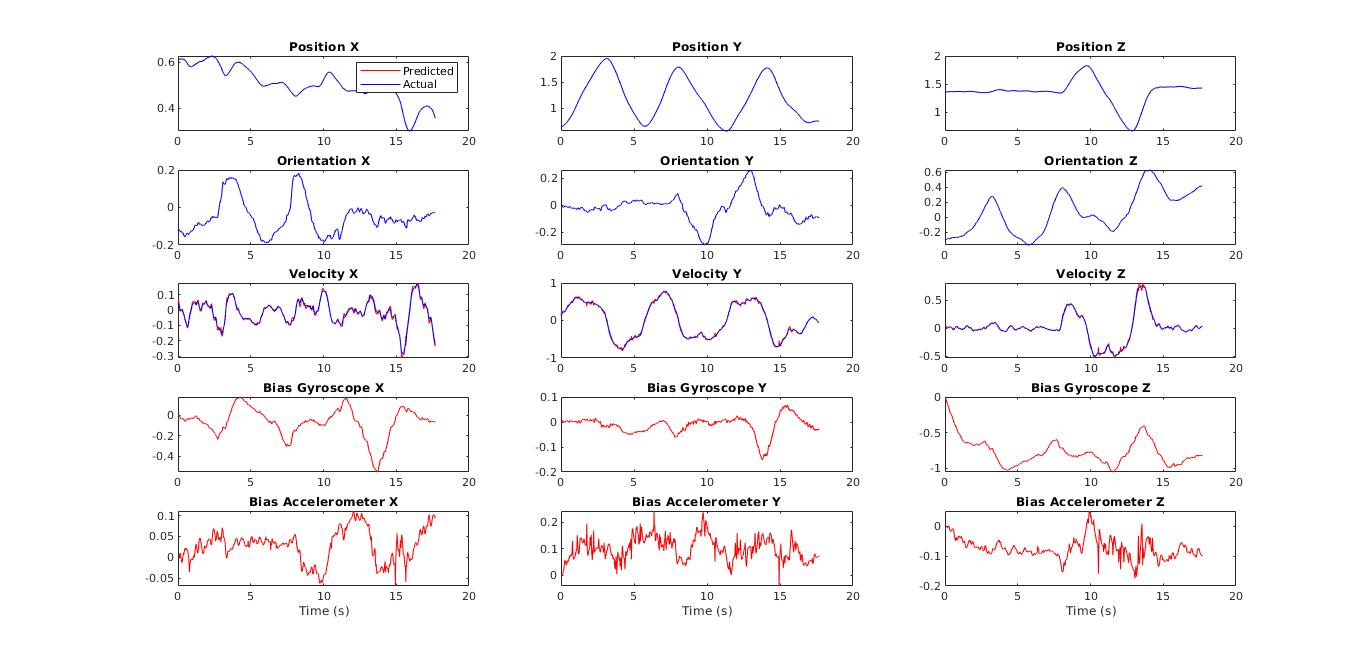 Position X
Position Y
Position Z
0.6
0.4
Predicted
Actual
0 5 10 15 20
2
1.5
1
0 5 10 15 20
2
1
0 5 10 15 20
Orientation X
Orientation Y
Orientation Z
0.2
0
-0.2
0 5 10 15 20
0.2
0
-0.2
0 5 10 15 20
0.6
0.4
0.2
0
-0.2
0 5 10 15 20
Velocity X
Velocity Y
Velocity Z
0.1
0
-0.1
-0.2
-0.3
0 5 10 15 20
1
0
-1
0 5 10 15 20
0.5
0
-0.5
0 5 10 15 20
Bias Gyroscope X
Bias Gyroscope Y
Bias Gyroscope Z
0
-0.2
-0.4
0 5 10 15 20
0.1
0
-0.1
-0.2
0 5 10 15 20
0
-0.5
-1
0 5 10 15 20
Bias Accelerometer X
Bias Accelerometer Y
Bias Accelerometer Z
0.1
0.05
0
-0.05
0 5 10 15 20
Time (s)
0.2
0.1
0
0 5 10 15 20
Time (s)
0
-0.1
-0.2
0 5 10 15 20
Time (s)